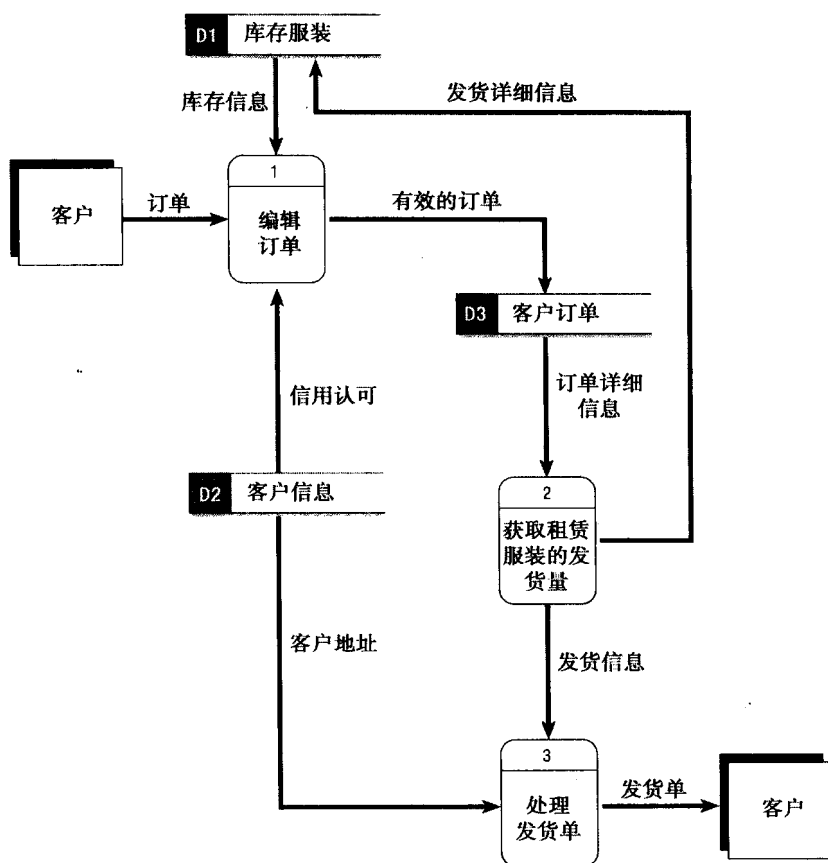 D1 库存服装
库存信息
发货详细信息
客户
订单
1
编辑
订单
有效的订单
D3 客户订单
信用认可
订单详细
信息
D2 客户信息
2
获取租赁
服装的发
货量
客户地址
发货信息
3
处理
发货单
发货单
客户